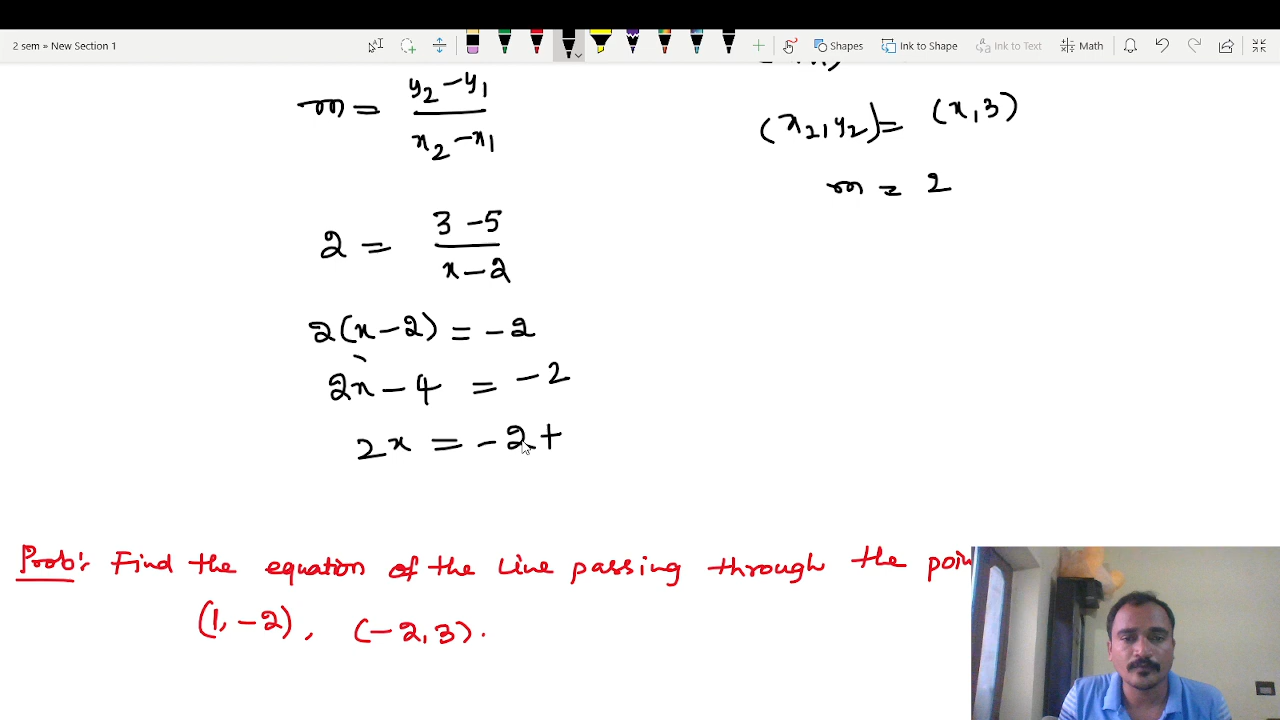 2 sem » New Section 1
Shapes Ink to Shape Ink to Text Math
m = y₂-y₁ / x₂-x₁
(x₂,y₂) = (x,3)
m = 2
2 = 3-5 / x-2
2(x-2) = -2
2x-4 = -2
2x = -2+
Prob: Find the equation of the line passing through the poin
(1,-2), (-2,3).